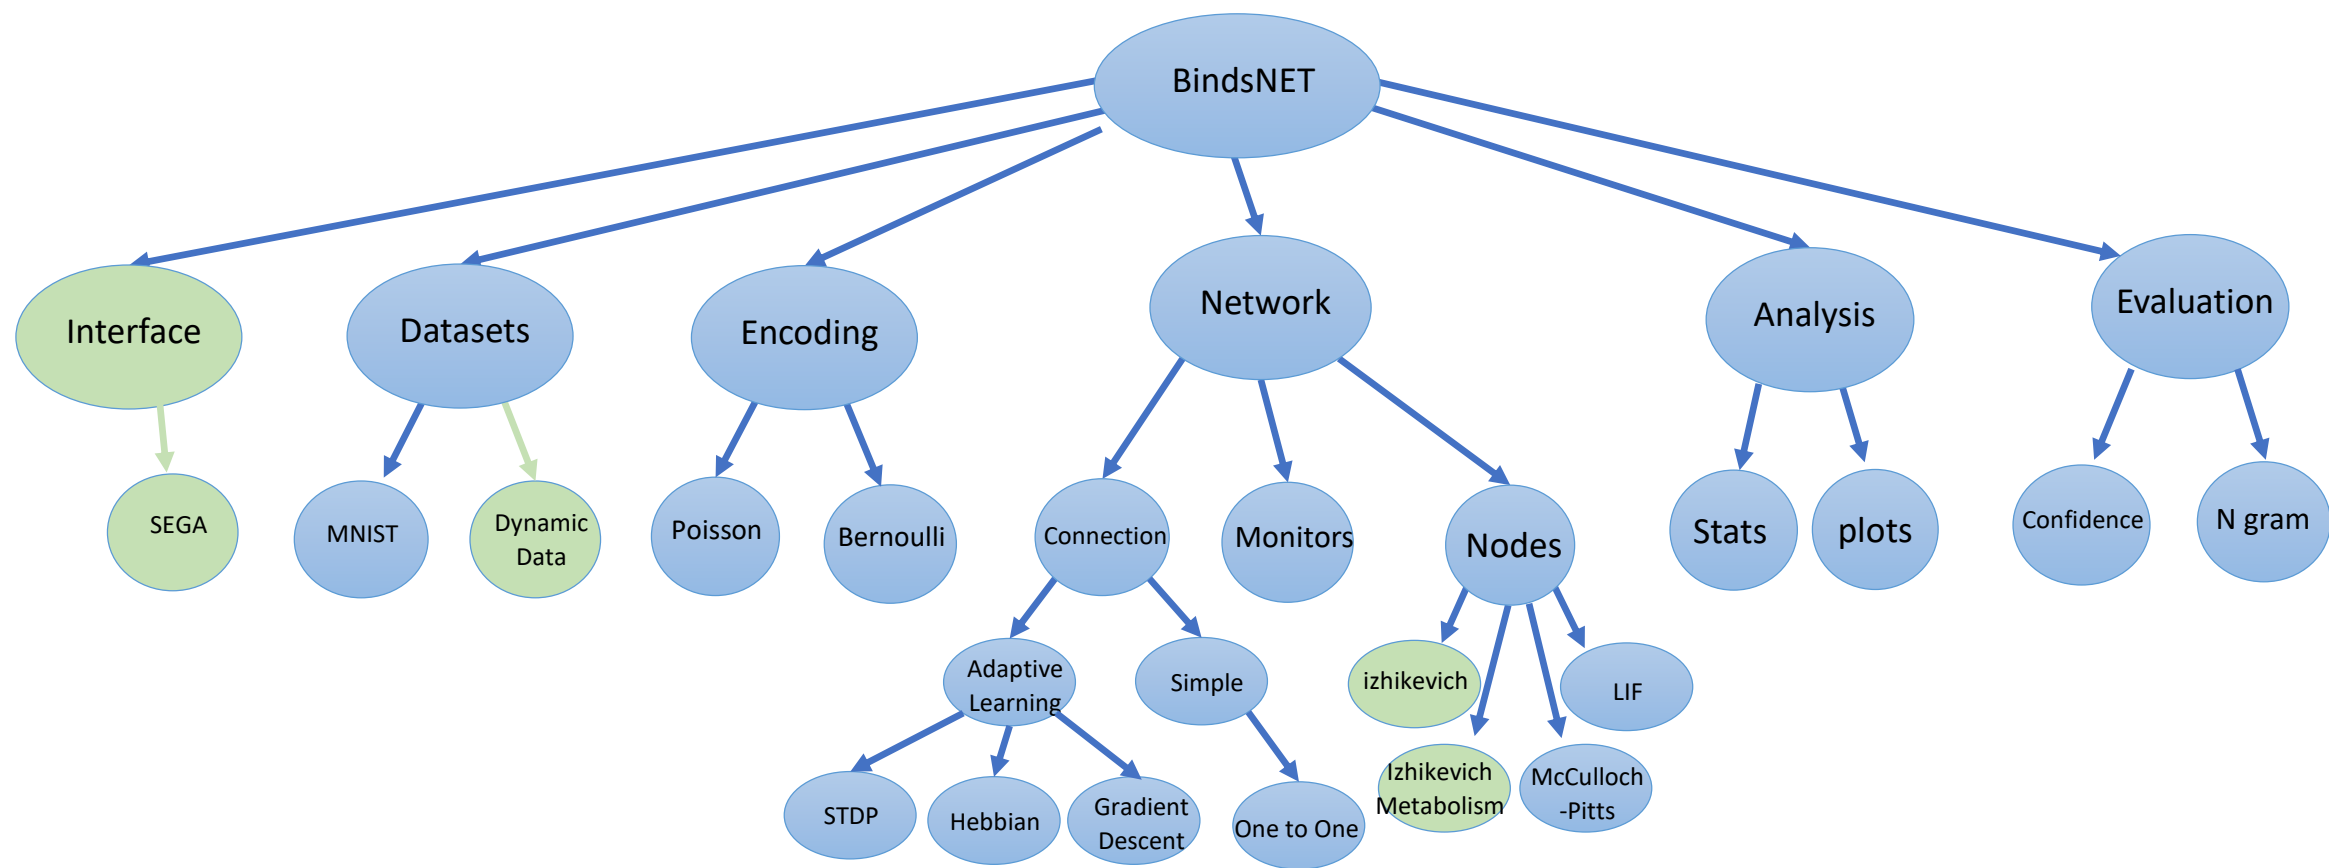 BindsNET
Interface
Datasets
Encoding
Network
Analysis
Evaluation
SEGA
MNIST
Dynamic
Data
Poisson
Bernoulli
Connection
Monitors
Nodes
Stats
plots
Confidence
N gram
Adaptive
Learning
Simple
izhikevich
LIF
Izhikevich
Metabolism
McCulloch
-Pitts
STDP
Hebbian
Gradient
Descent
One to One